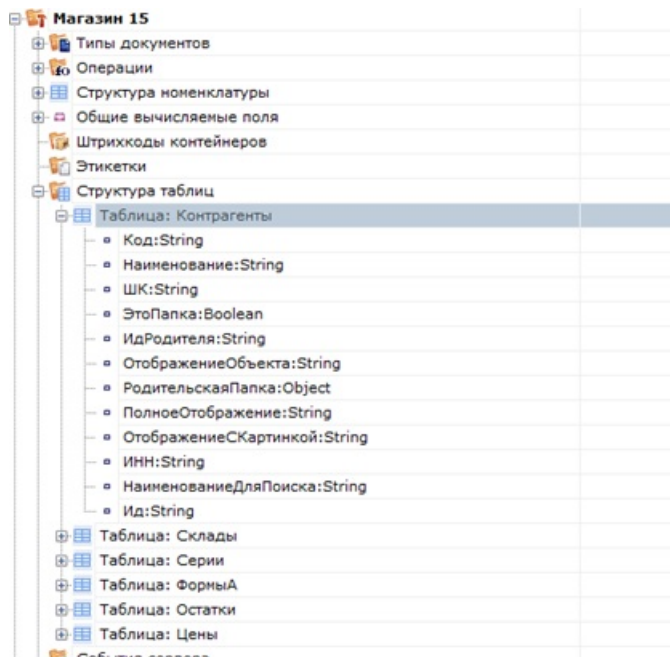 Магазин 15
Типы документов
Операции
Структура номенклатуры
Общие вычисляемые поля
Штрихкоды контейнеров
Этикетки
Структура таблиц
Таблица: Контрагенты
Код:String
Наименование:String
ШК:String
ЭтоПапка:Boolean
ИдРодителя:String
ОтображениеОбъекта:String
РодительскаяПапка:Object
ПолноеОтображение:String
ОтображениеСКартинкой:String
ИНН:String
НаименованиеДляПоиска:String
Ид:String
Таблица: Склады
Таблица: Серии
Таблица: ФормыА
Таблица: Остатки
Таблица: Цены